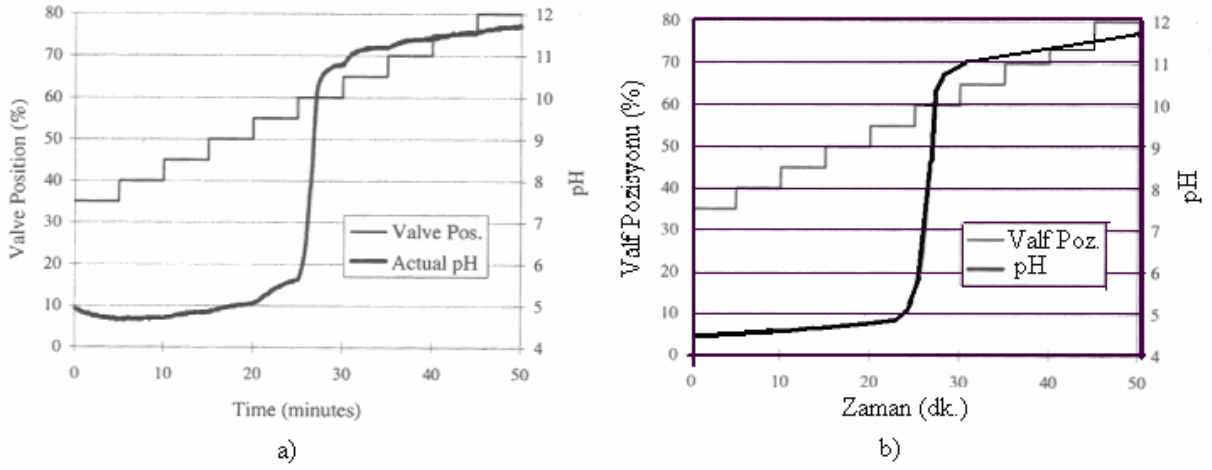 80
70
60
50
40
30
20
10
0
Valve Position (%)
12
11
10
9
8
7
6
5
4
pH
Valve Pos.
Actual pH
0 10 20 30 40 50
Time (minutes)
a)
80
70
60
50
40
30
20
10
0
Valf Pozisyonu (%)
12
11
10
9
8
7
6
5
4
pH
Valf Poz.
pH
0 10 20 30 40 50
Zaman (dk.)
b)